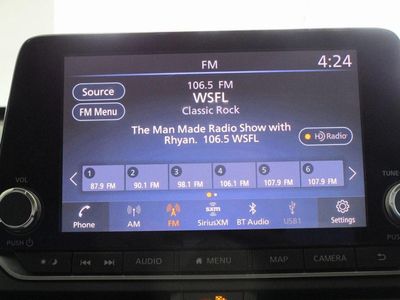 FM
4:24
Source
106.5 FM
WSFL
FM Menu
Classic Rock
The Man Made Radio Show with
Rhyan. 106.5 WSFL
HD Radio
1 2 3 4 5 6
87.9 FM 90.1 FM 98.1 FM 106.1 FM 107.9 FM 107.9 FM
VOL
TUNE
PUSH
PUSH
Phone AM FM SiriusXM BT Audio USB1 Settings
sxm
AUDIO MENU MAP CAMERA BACK